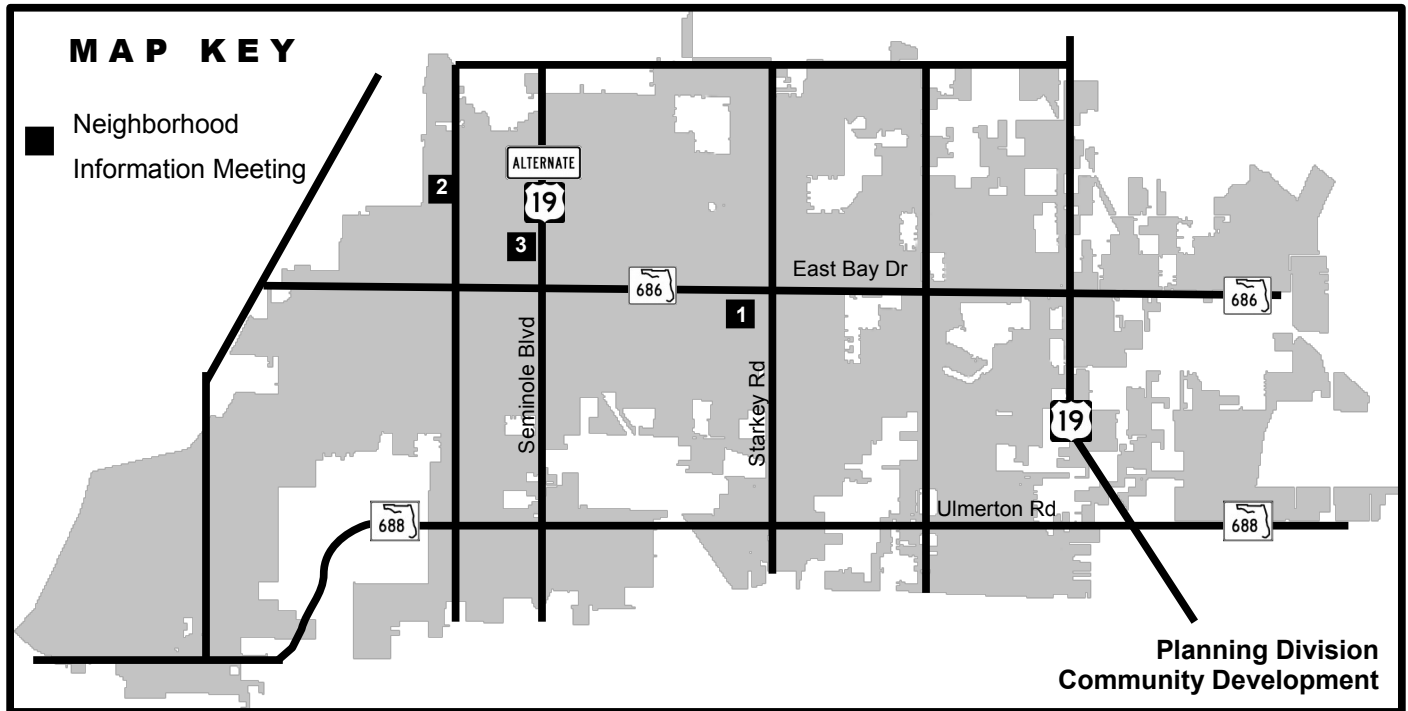 MAP KEY
Neighborhood
Information Meeting
ALTERNATE
19
2
3
East Bay Dr
686
686
1
Seminole Blvd
Starkey Rd
19
Ulmerton Rd
688
688
Planning Division
Community Development